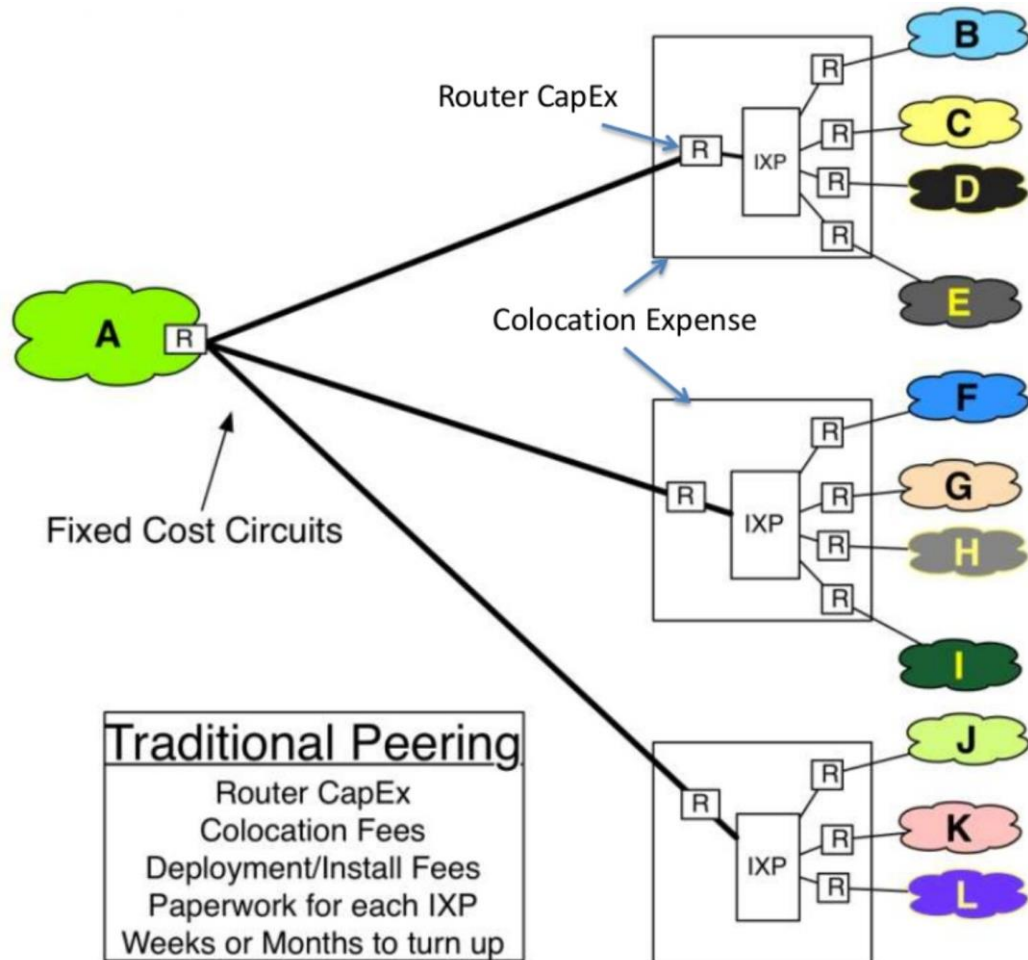 Router CapEx
R
IXP
R
R
R
R
B
C
D
E
A
R
Colocation Expense
Fixed Cost Circuits
R
IXP
R
R
R
R
F
G
H
I
R
IXP
R
R
R
J
K
L
Traditional Peering
Router CapEx
Colocation Fees
Deployment/Install Fees
Paperwork for each IXP
Weeks or Months to turn up